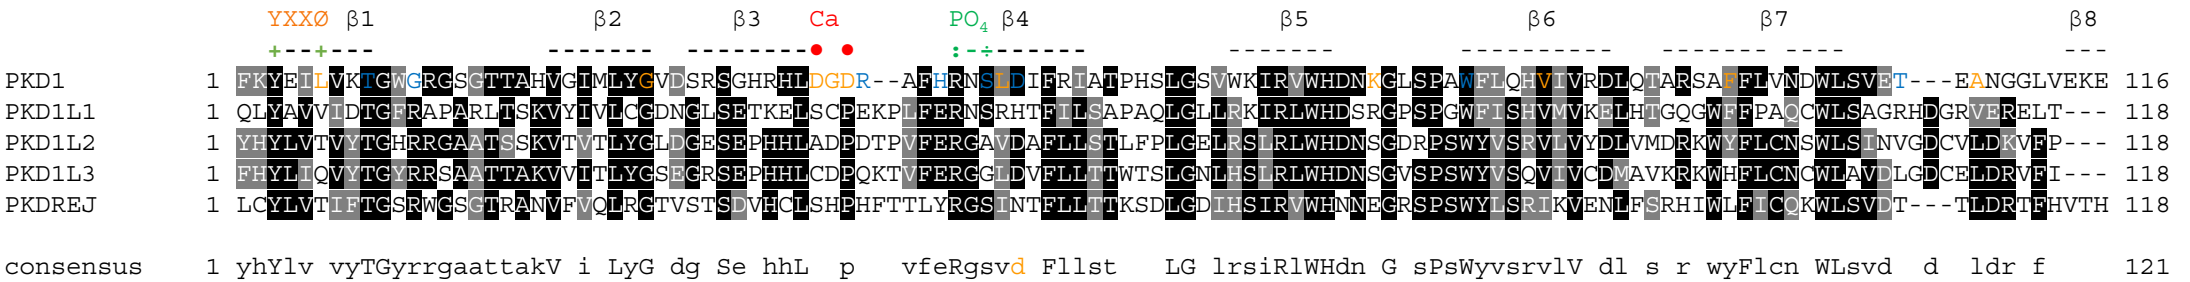 YXXØ β1 β2 β3 Ca PO₄ β4 β5 β6 β7 β8
+--+--- ------- --------●-● :-÷------ ------- ---------- ------- ---- ---
PKD1 1 FKYEILVKTGWGRGSGTTAHVGIMLYGVDSRSGHRHLDGDR--AFHRNSLDIFRIATPHSLGSVWKIRVWHDNKGLSPAWFLQHVIVRDLQTARSAFFLVNDWLSVET---EANGGLVEKE 116
PKD1L1 1 QLYAVVIDTGFRAPARLTSKVYIVLCGDNGLSETKELSCPEKPLFERNSRHTFILSAPAQLGLLRKIRLWHDSRGPSPGWFISHVMVKELHTGQGWFFPAQCWLSAGRHDGRVERELT--- 118
PKD1L2 1 YHYLVTVYTGHRRGAATSSKVTVTLYGLDGESEPHHLADPDTPVFERGAVDAFLLSTLFPLGELRSLRLWHDNSGDRPSWYVSRVLVYDLVMDRKWYFLCNSWLSINVGDCVLDKVFP--- 118
PKD1L3 1 FHYLIQVYTGYRRSAATTAKVVITLYGSEGRSEPHHLCDPQKTVFERGGLDVFLLTTWTSLGNLHSLRLWHDNSGVSPSWYVSQVIVCDMAVKRKWHFLCNCWLAVDLGDCELDRVFI--- 118
PKDREJ 1 LCYLVTIFTGSRWGSGTRANVFVQLRGTVSTSDVHCLSHPHFTTLYRGSINTFLLTTKSDLGDIHSIRVWHNNEGRSPSWYLSRIKVENLFSRHIWLFICQKWLSVDT---TLDRTFHVTH 118
consensus 1 yhYlv vyTGyrrgaattakV i LyG dg Se hhL p vfeRgsvd Fllst LG lrsiRlWHdn G sPsWyvsrvlV dl s r wyFlcn WLsvd d ldr f 121